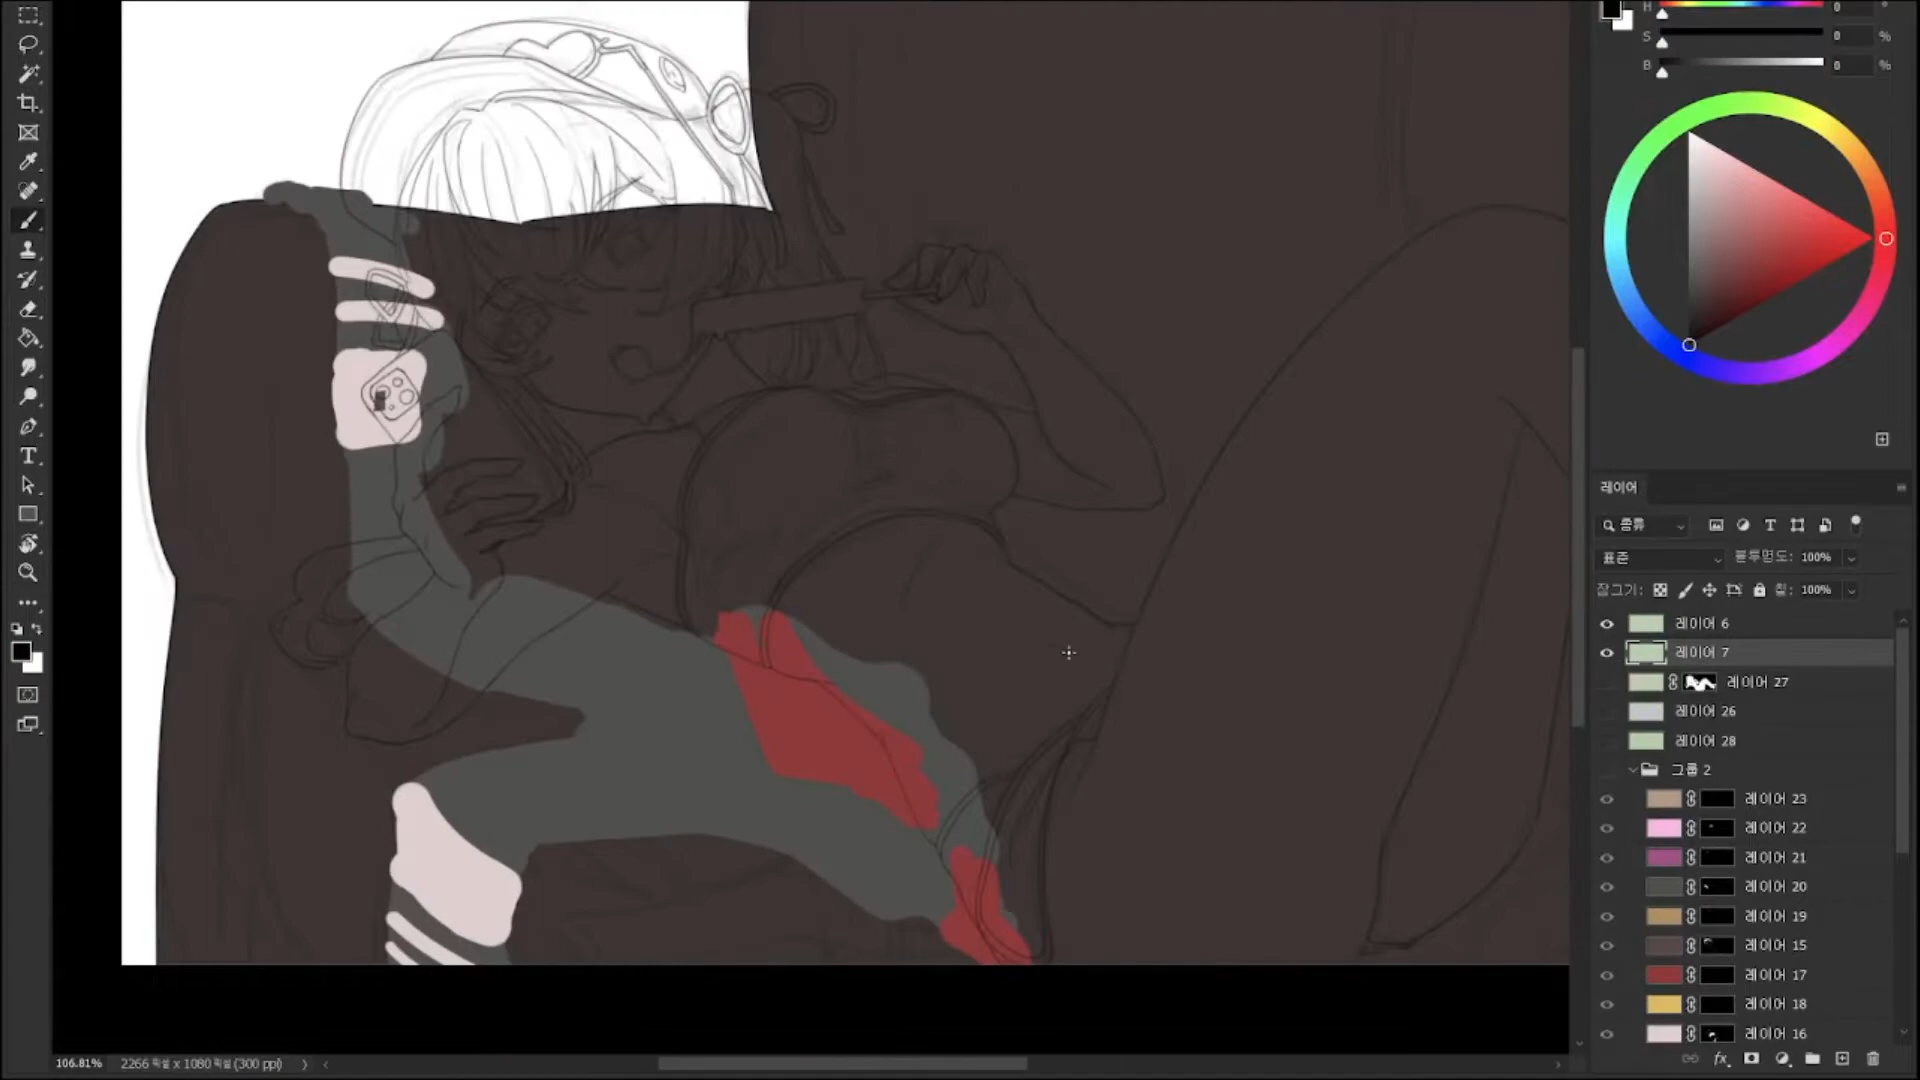 H 0 °
S 0 %
B 0 %
레이어
종류
표준 불투명도: 100%
잠그기: 칠: 100%
레이어 6
레이어 7
레이어 27
레이어 26
레이어 28
그룹 2
레이어 23
레이어 22
레이어 21
레이어 20
레이어 19
레이어 15
레이어 17
레이어 18
레이어 16
fx
106.81% 2266 픽셀 x 1080 픽셀 (300 ppi)